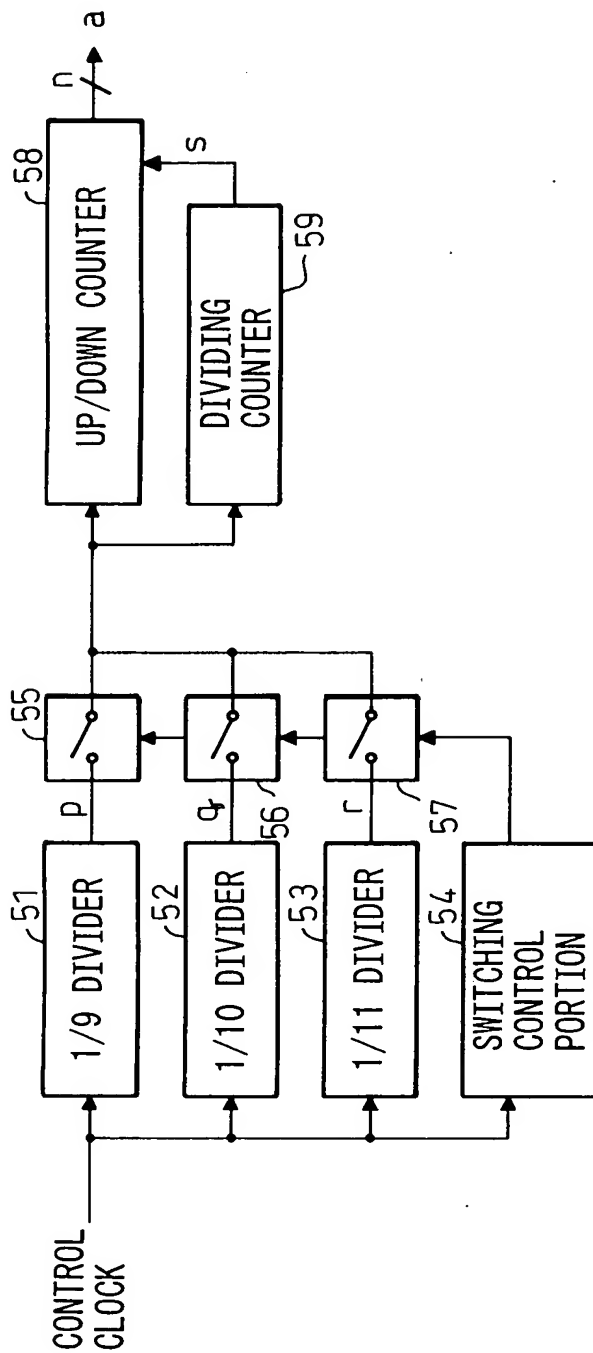 CONTROL
CLOCK
51
1/9 DIVIDER
p
55
52
1/10 DIVIDER
q
56
53
1/11 DIVIDER
r
57
54
SWITCHING
CONTROL
PORTION
58
UP/DOWN COUNTER
n
a
s
59
DIVIDING
COUNTER